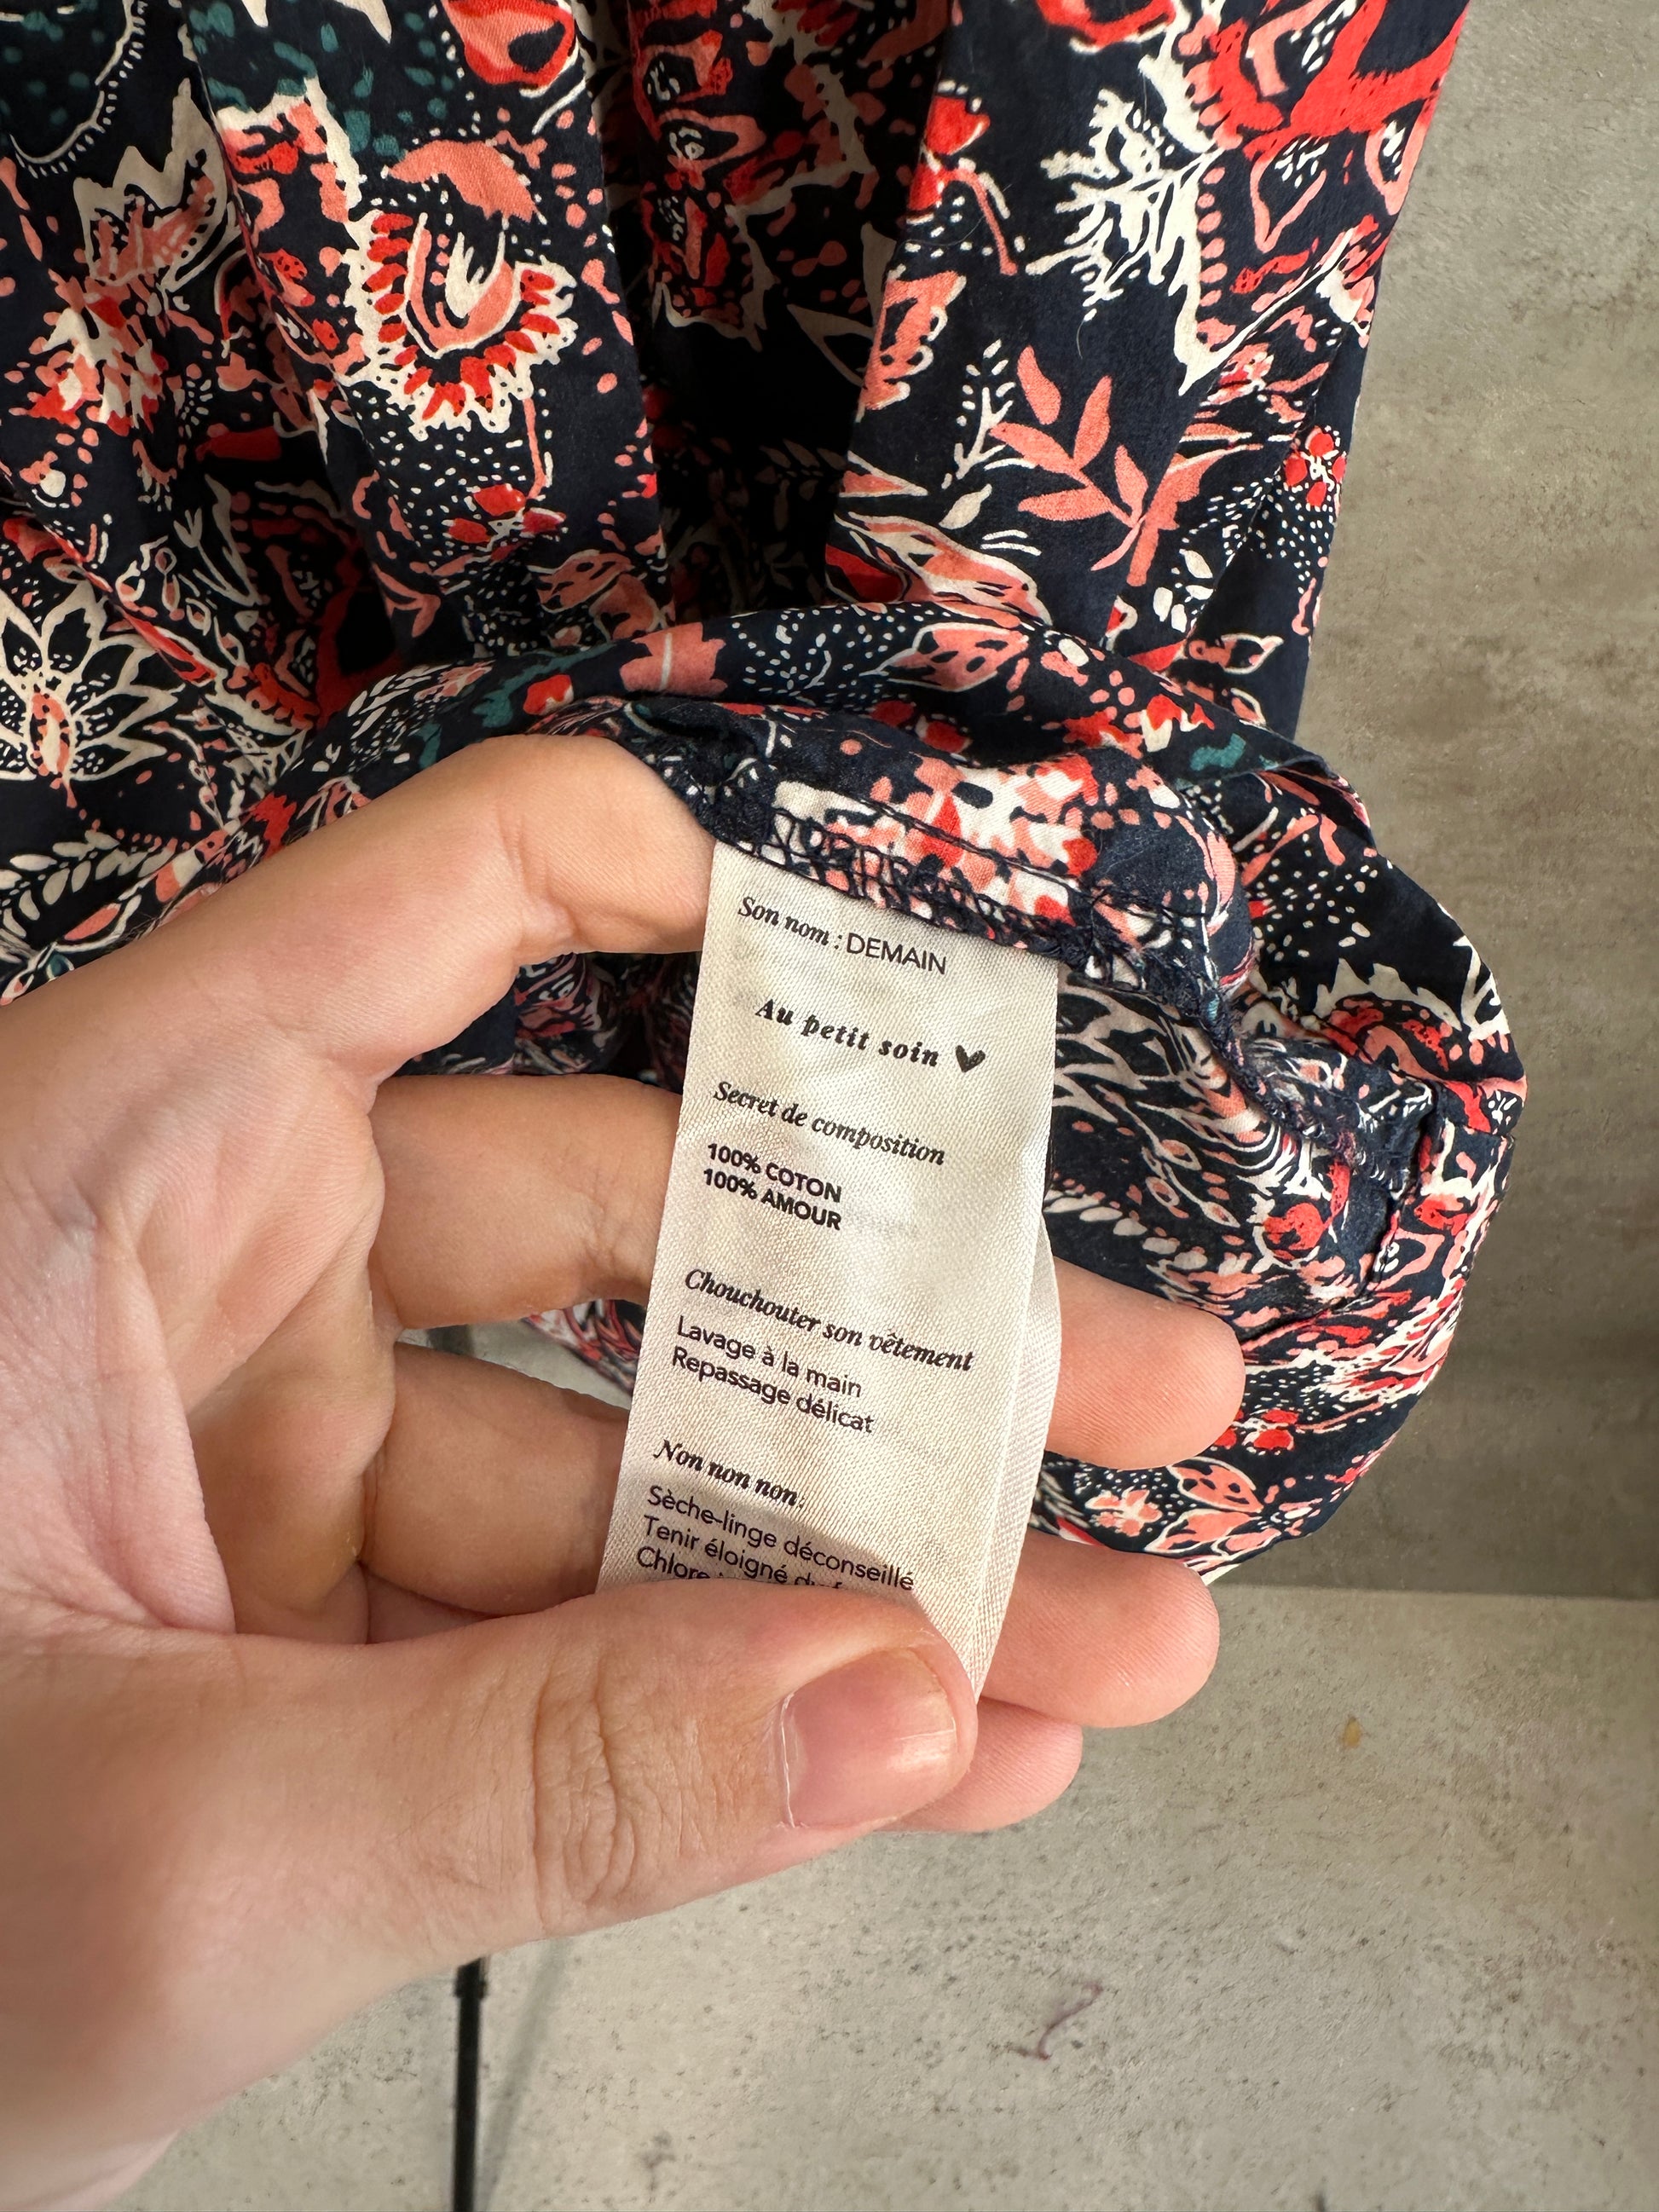 Son nom : DEMAIN
Au petit soin
Secret de composition
100% COTON
100% AMOUR
Chouchouter son vêtement
Lavage à la main
Repassage délicat
Non non non:
Sèche-linge déconseillé
Tenir éloigné
Chlore